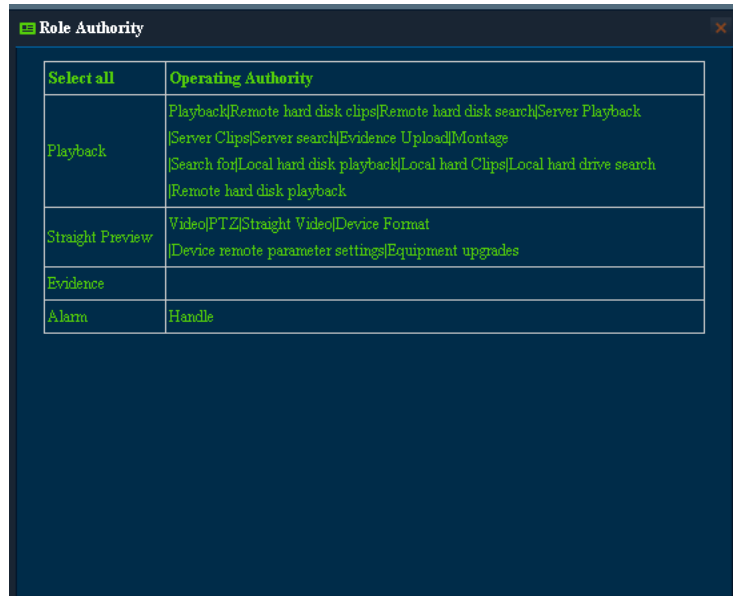 Role Authority
Select all Operating Authority
Playback
Playback|Remote hard disk clips|Remote hard disk search|Server Playback
|Server Clips|Server search|Evidence Upload|Montage
|Search for|Local hard disk playback|Local hard Clips|Local hard drive search
|Remote hard disk playback
Straight Preview
Video|PTZ|Straight Video|Device Format
|Device remote parameter settings|Equipment upgrades
Evidence
Alarm Handle